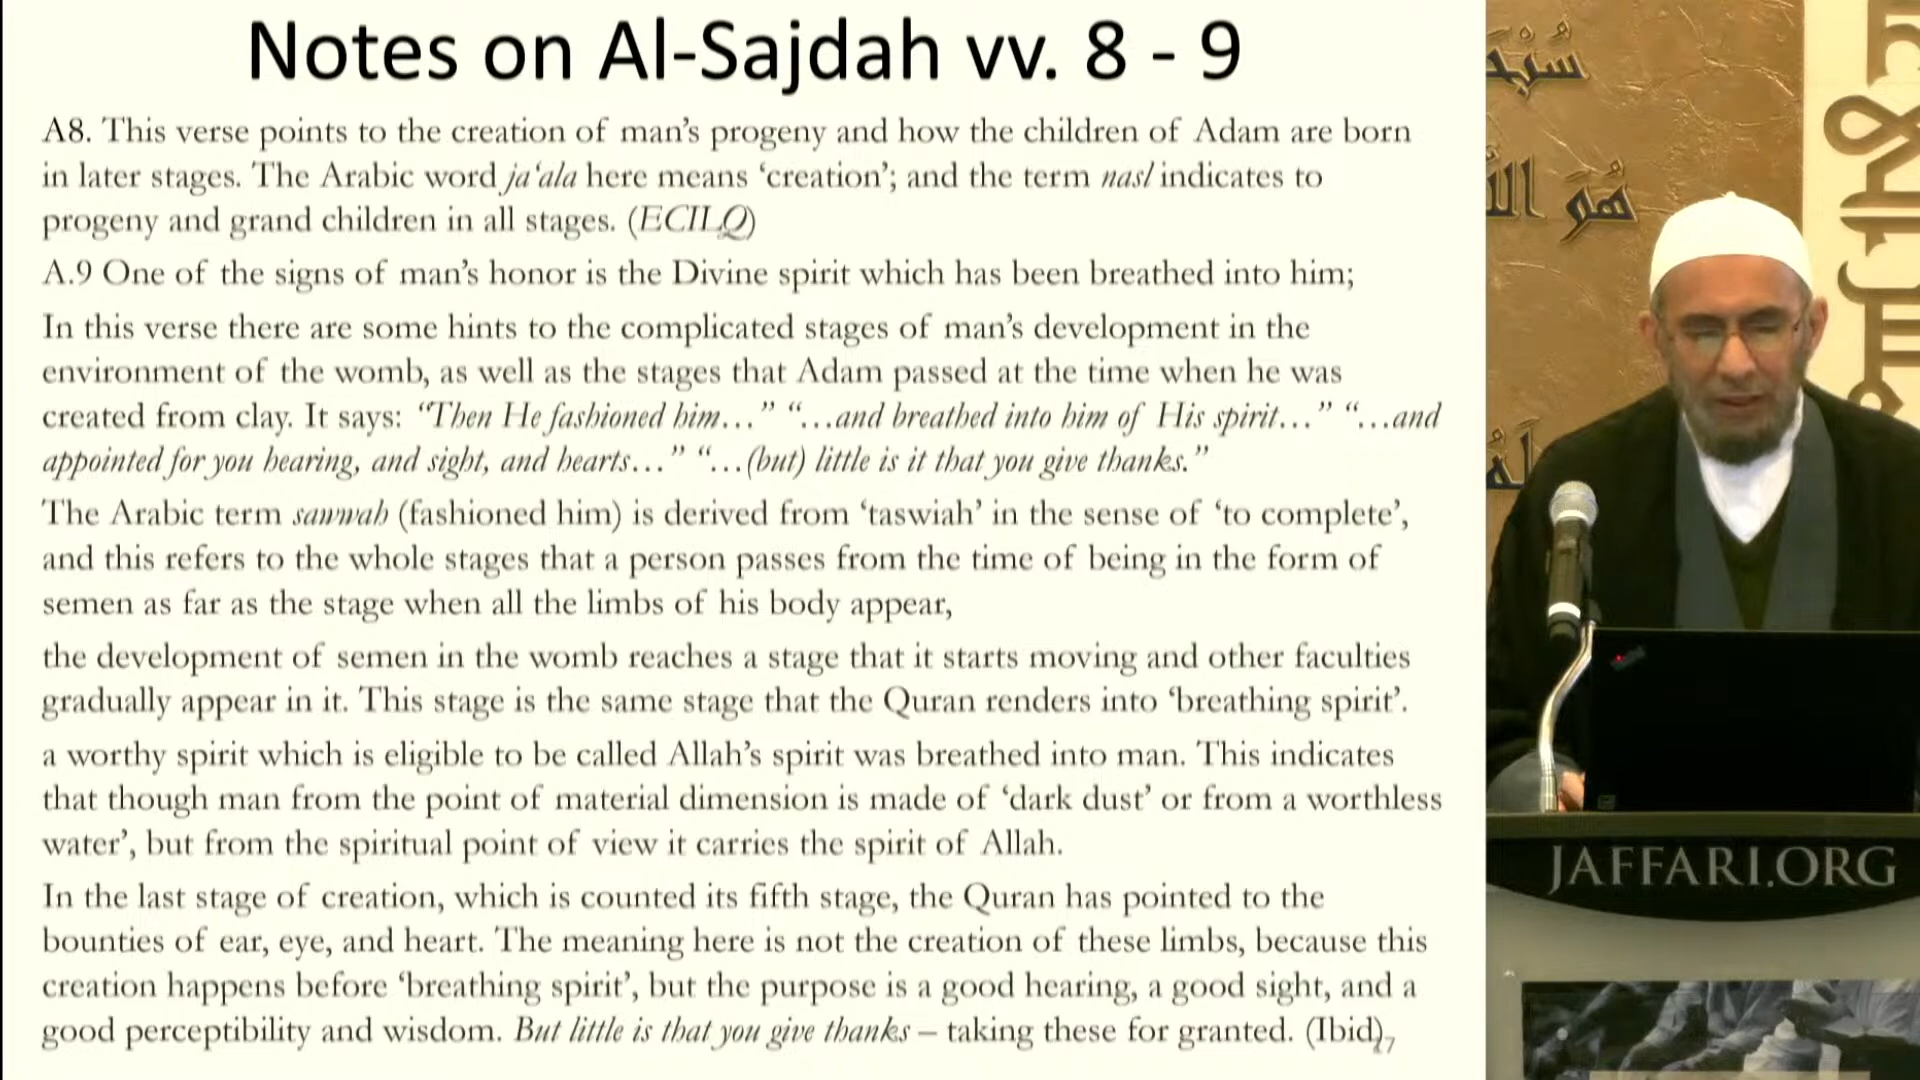 Notes on Al-Sajdah vv. 8 - 9
A8. This verse points to the creation of man’s progeny and how the children of Adam are born
in later stages. The Arabic word ja‘ala here means ‘creation’; and the term nasl indicates to
progeny and grand children in all stages. (ECILQ)
A.9 One of the signs of man’s honor is the Divine spirit which has been breathed into him;
In this verse there are some hints to the complicated stages of man’s development in the
environment of the womb, as well as the stages that Adam passed at the time when he was
created from clay. It says: “Then He fashioned him…” “…and breathed into him of His spirit…” “…and
appointed for you hearing, and sight, and hearts…” “…(but) little is it that you give thanks.”
The Arabic term sawwah (fashioned him) is derived from ‘taswiah’ in the sense of ‘to complete’,
and this refers to the whole stages that a person passes from the time of being in the form of
semen as far as the stage when all the limbs of his body appear,
the development of semen in the womb reaches a stage that it starts moving and other faculties
gradually appear in it. This stage is the same stage that the Quran renders into ‘breathing spirit’.
a worthy spirit which is eligible to be called Allah’s spirit was breathed into man. This indicates
that though man from the point of material dimension is made of ‘dark dust’ or from a worthless
water’, but from the spiritual point of view it carries the spirit of Allah.
In the last stage of creation, which is counted its fifth stage, the Quran has pointed to the
bounties of ear, eye, and heart. The meaning here is not the creation of these limbs, because this
creation happens before ‘breathing spirit’, but the purpose is a good hearing, a good sight, and a
good perceptibility and wisdom. But little is that you give thanks – taking these for granted. (Ibid)
هُوَ
JAFFARI.ORG